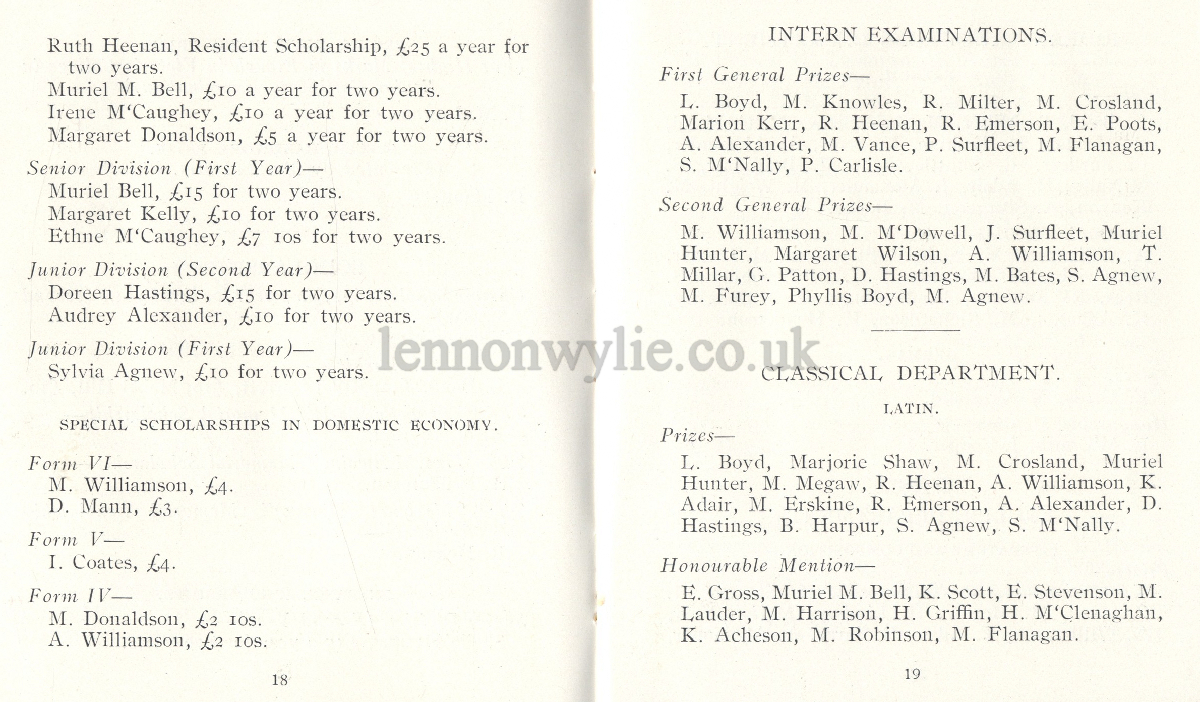 Ruth Heenan, Resident Scholarship, £25 a year for
two years.
Muriel M. Bell, £10 a year for two years.
Irene M‘Caughey, £10 a year for two years.
Margaret Donaldson, £5 a year for two years.
Senior Division (First Year)—
Muriel Bell, £15 for two years.
Margaret Kelly, £10 for two years.
Ethne M‘Caughey, £7 10s for two years.
Junior Division (Second Year)—
Doreen Hastings, £15 for two years.
Audrey Alexander, £10 for two years.
Junior Division (First Year)—
Sylvia Agnew, £10 for two years.
SPECIAL SCHOLARSHIPS IN DOMESTIC ECONOMY.
Form VI—
M. Williamson, £4.
D. Mann, £3.
Form V—
I. Coates, £4.
Form IV—
M. Donaldson, £2 10s.
A. Williamson, £2 10s.
18
INTERN EXAMINATIONS.
First General Prizes—
L. Boyd, M. Knowles, R. Milter, M. Crosland,
Marion Kerr, R. Heenan, R. Emerson, E. Poots,
A. Alexander, M. Vance, P. Surfleet, M. Flanagan,
S. M‘Nally, P. Carlisle.
Second General Prizes—
M. Williamson, M. M‘Dowell, J. Surfleet, Muriel
Hunter, Margaret Wilson, A. Williamson, T.
Millar, G. Patton, D. Hastings, M. Bates, S. Agnew,
M. Furey, Phyllis Boyd, M. Agnew.
lennonwylie.co.uk
CLASSICAL DEPARTMENT.
LATIN.
Prizes—
L. Boyd, Marjorie Shaw, M. Crosland, Muriel
Hunter, M. Megaw, R. Heenan, A. Williamson, K.
Adair, M. Erskine, R. Emerson, A. Alexander, D.
Hastings, B. Harpur, S. Agnew, S. M‘Nally.
Honourable Mention—
E. Gross, Muriel M. Bell, K. Scott, E. Stevenson, M.
Lauder, M. Harrison, H. Griffin, H. M‘Clenaghan,
K. Acheson, M. Robinson, M. Flanagan.
19